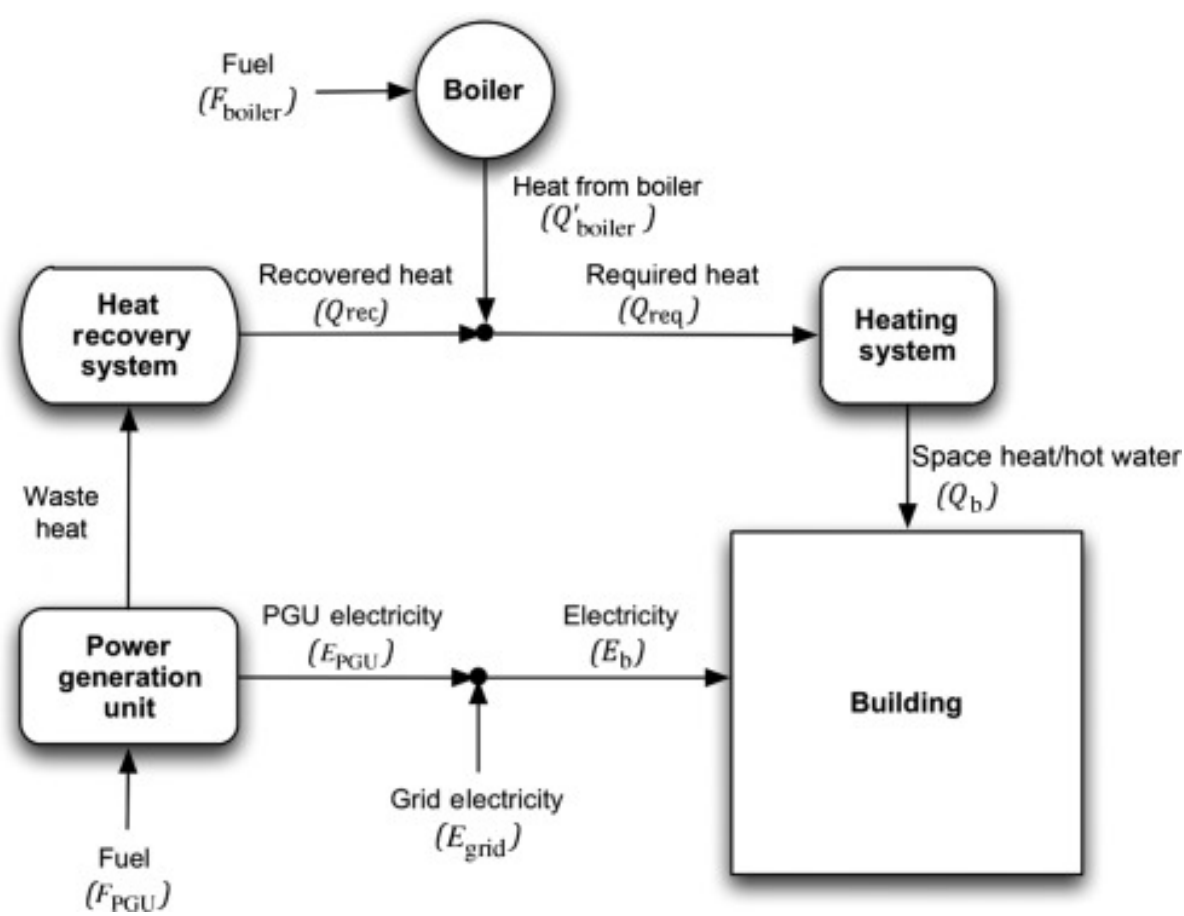 Fuel
(F_boiler)
Boiler
Heat from boiler
(Q'_boiler)
Recovered heat
(Q_rec)
Required heat
(Q_req)
Heat
recovery
system
Heating
system
Space heat/hot water
(Q_b)
Waste
heat
PGU electricity
(E_PGU)
Electricity
(E_b)
Power
generation
unit
Building
Grid electricity
(E_grid)
Fuel
(F_PGU)